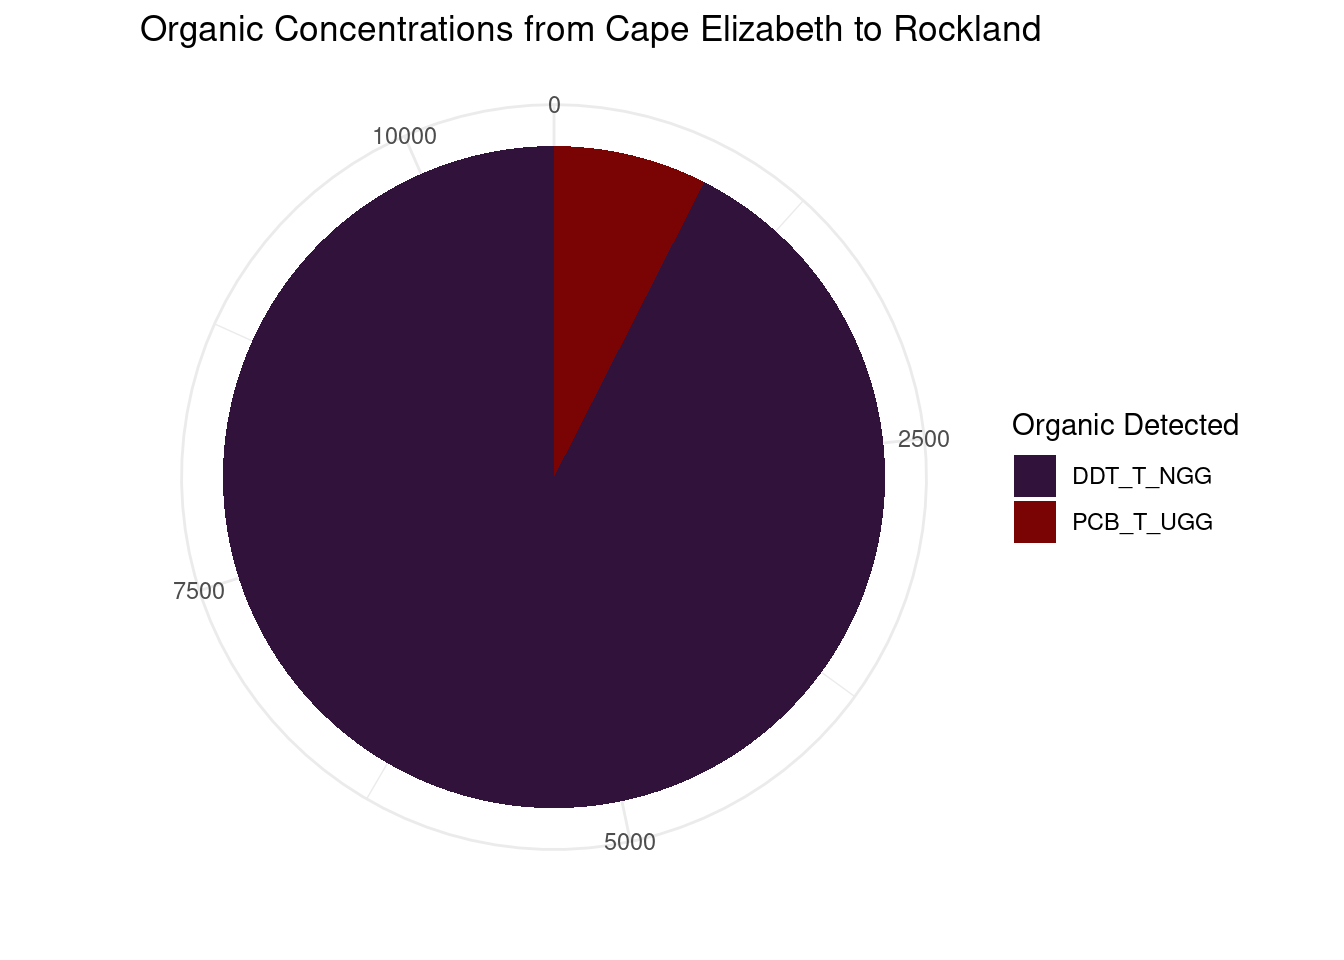 Organic Concentrations from Cape Elizabeth to Rockland
0
10000
2500
7500
5000
Organic Detected
DDT_T_NGG
PCB_T_UGG